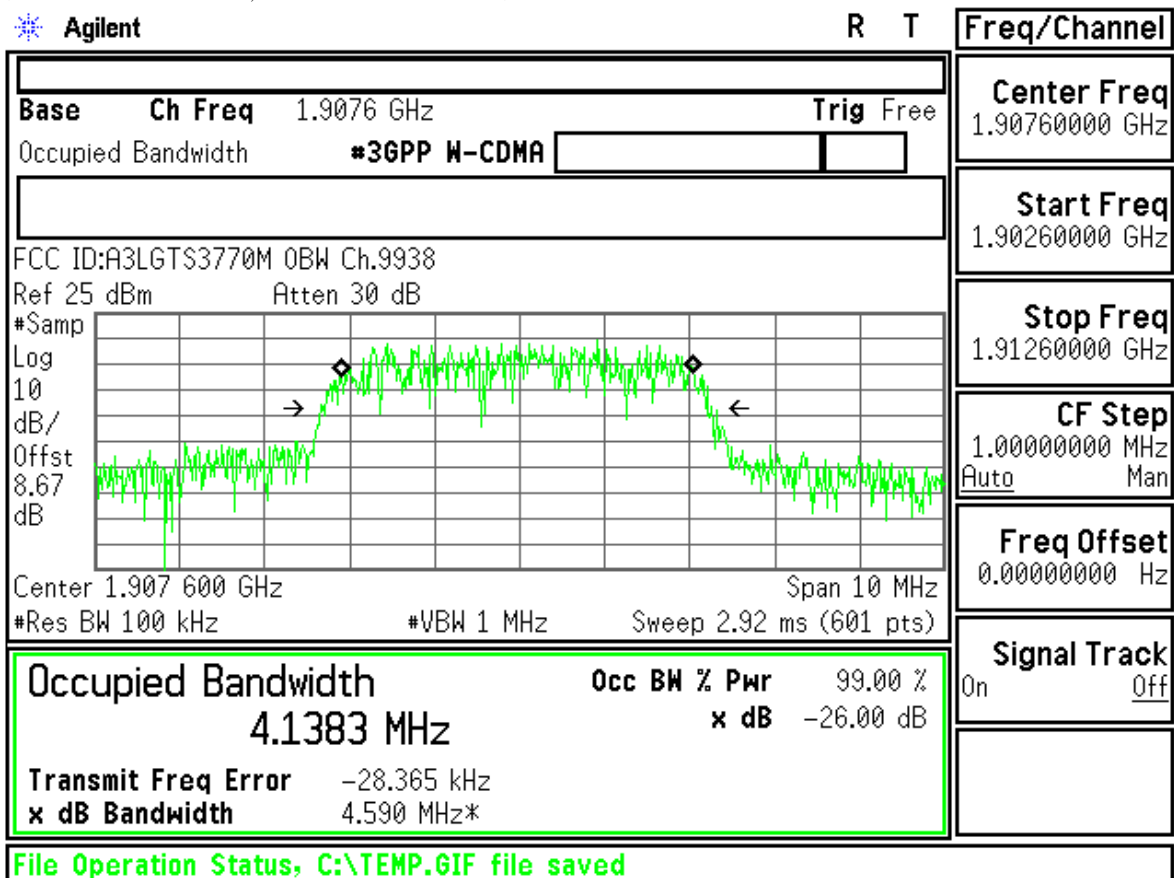 Agilent R T
Freq/Channel
Base Ch Freq 1.9076 GHz Trig Free
Occupied Bandwidth #3GPP W-CDMA
FCC ID:A3LGTS3770M OBW Ch.9938
Ref 25 dBm Atten 30 dB
#Samp
Log
10
dB/
Offst
8.67
dB
Center 1.907 600 GHz Span 10 MHz
#Res BW 100 kHz #VBW 1 MHz Sweep 2.92 ms (601 pts)
Occupied Bandwidth
4.1383 MHz
Occ BW % Pwr 99.00 %
x dB -26.00 dB
Transmit Freq Error -28.365 kHz
x dB Bandwidth 4.590 MHz*
Center Freq
1.90760000 GHz
Start Freq
1.90260000 GHz
Stop Freq
1.91260000 GHz
CF Step
1.00000000 MHz
Auto Man
Freq Offset
0.00000000 Hz
Signal Track
On Off
File Operation Status, C:\TEMP.GIF file saved